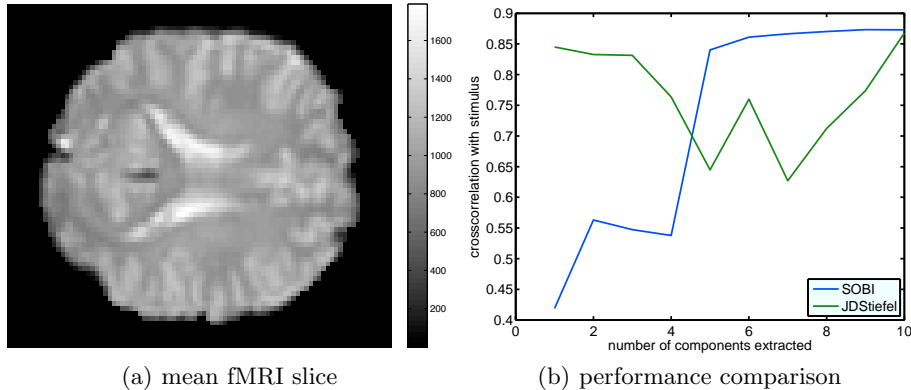 1600
1400
1200
1000
800
600
400
200
(a) mean fMRI slice
0.9
0.85
0.8
0.75
0.7
0.65
0.6
0.55
0.5
0.45
0.4
crosscorrelation with stimulus
0 2 4 6 8 10
number of components extracted
SOBI
JDStiefel
(b) performance comparison